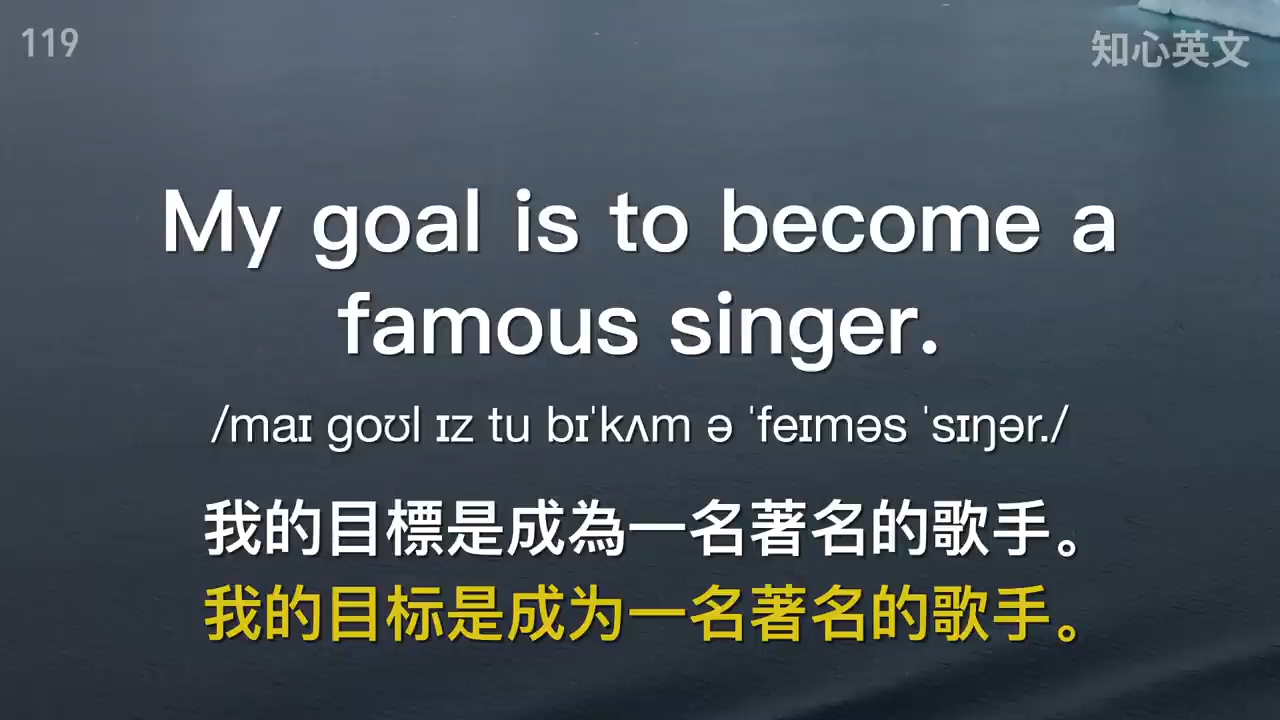 119
知心英文
My goal is to become a
famous singer.
/maɪ goʊl ɪz tu bɪˈkʌm ə ˈfeɪməs ˈsɪŋər./
我的目標是成為一名著名的歌手。
我的目标是成为一名著名的歌手。